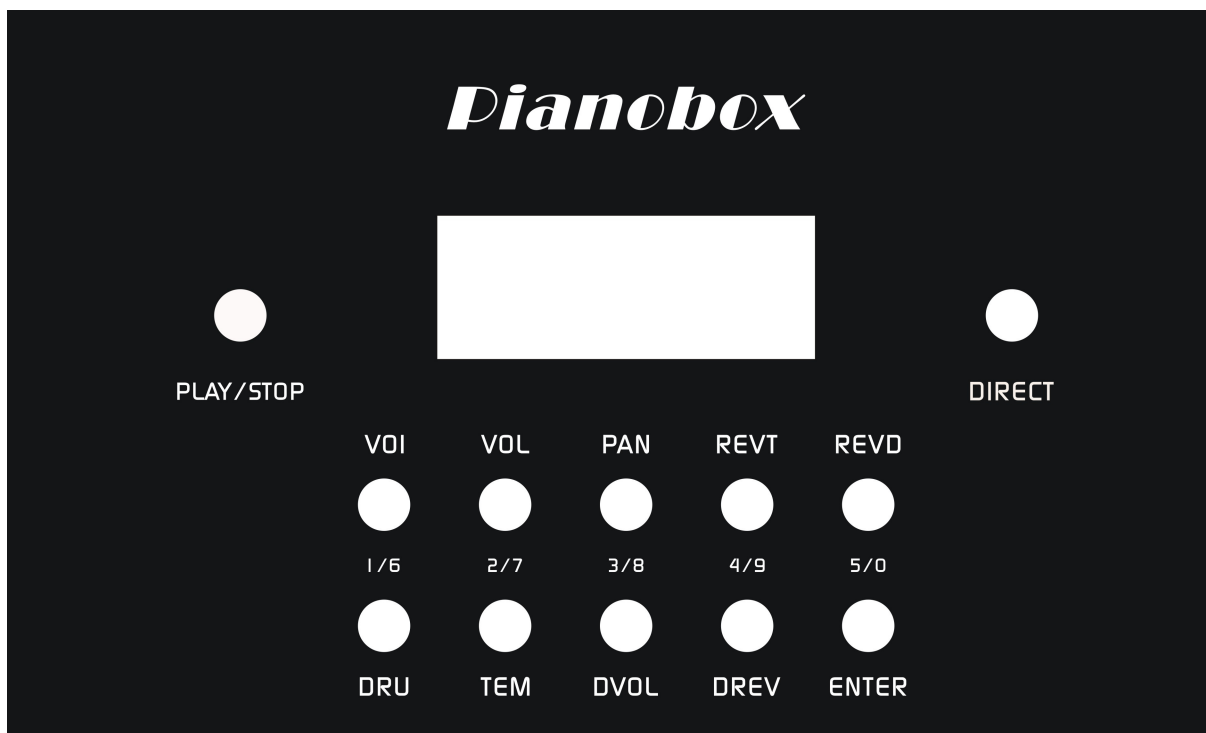 Pianobox
PLAY/STOP DIRECT
VOI VOL PAN REVT REVD
1/6 2/7 3/8 4/9 5/0
DRU TEM DVOL DREV ENTER